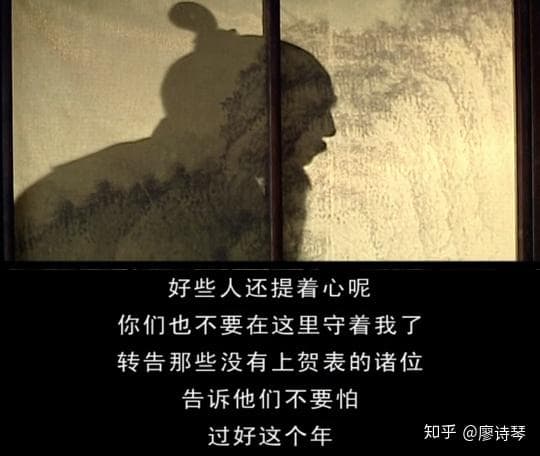 好些人还提着心呢
你们也不要在这里守着我了
转告那些没有上贺表的诸位
告诉他们不要怕
过好这个年
知乎 @廖诗琴